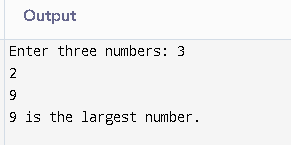 Output
Enter three numbers: 3
2
9
9 is the largest number.